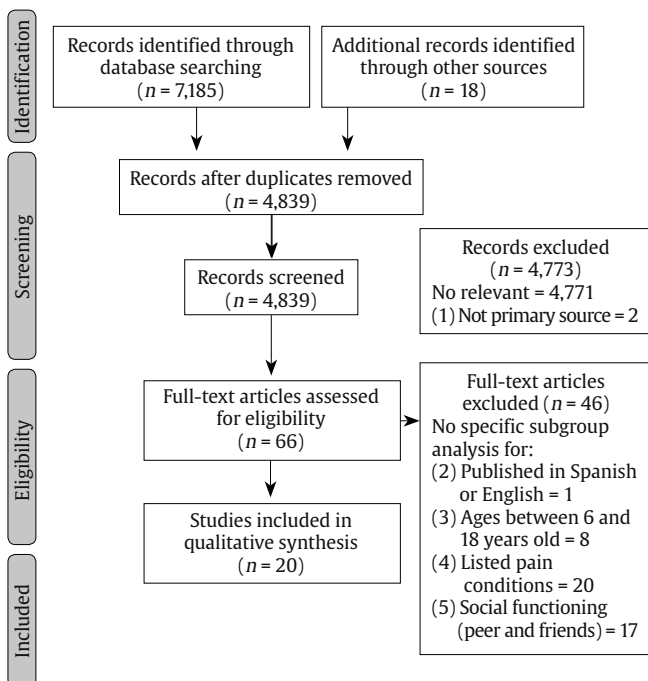 Identification
Records identified through
database searching
(n = 7,185)
Additional records identified
through other sources
(n = 18)
Screening
Records after duplicates removed
(n = 4,839)
Records screened
(n = 4,839)
Records excluded
(n = 4,773)
No relevant = 4,771
(1) Not primary source = 2
Eligibility
Full-text articles assessed
for eligibility
(n = 66)
Full-text articles
excluded (n = 46)
No specific subgroup
analysis for:
(2) Published in Spanish
or English = 1
(3) Ages between 6 and
18 years old = 8
(4) Listed pain
conditions = 20
(5) Social functioning
(peer and friends) = 17
Studies included in
qualitative synthesis
(n = 20)
Included